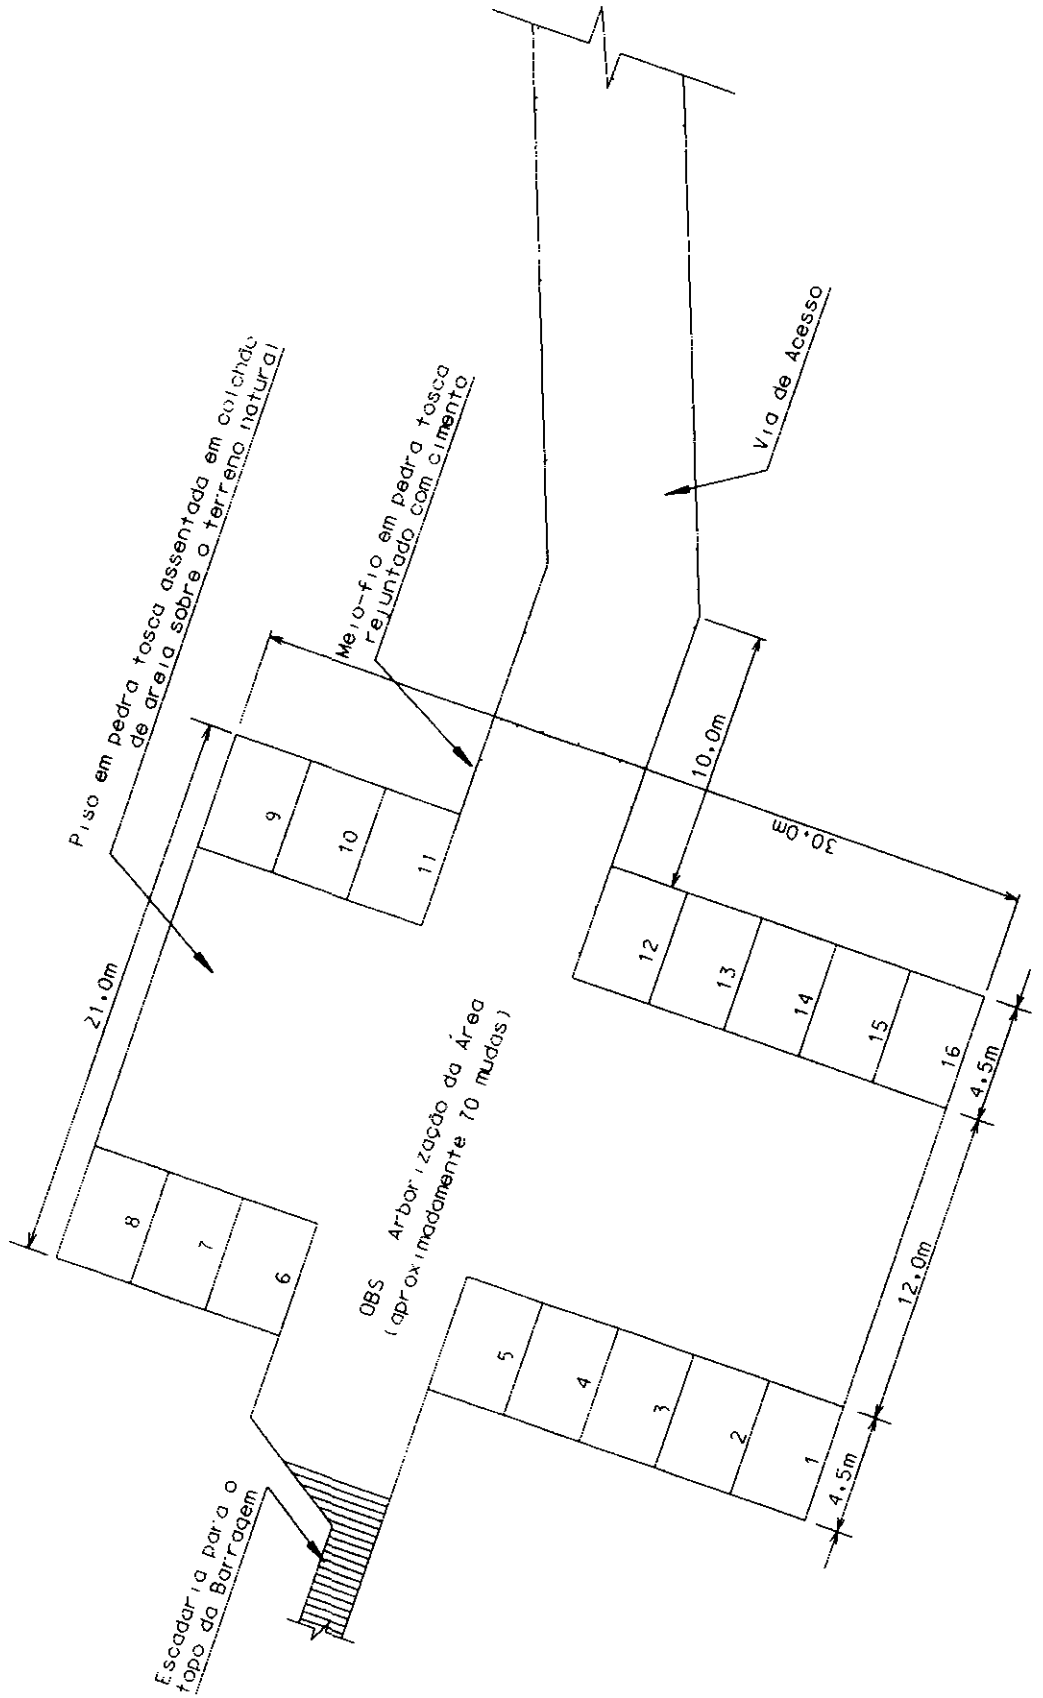 Piso em pedra tosca assentada em colchão
de areia sobre o terreno natural
Meio-fio em pedra tosca
rejuntado com cimento
Via de Acesso
21,0m
9
10
11
10,0m
30,0m
8
7
6
12
13
14
15
16
OBS Arborização da Área
(aproximadamente 70 mudas)
5
4
3
2
1
4,5m
12,0m
4,5m
Escadaria para o
topo da Barragem